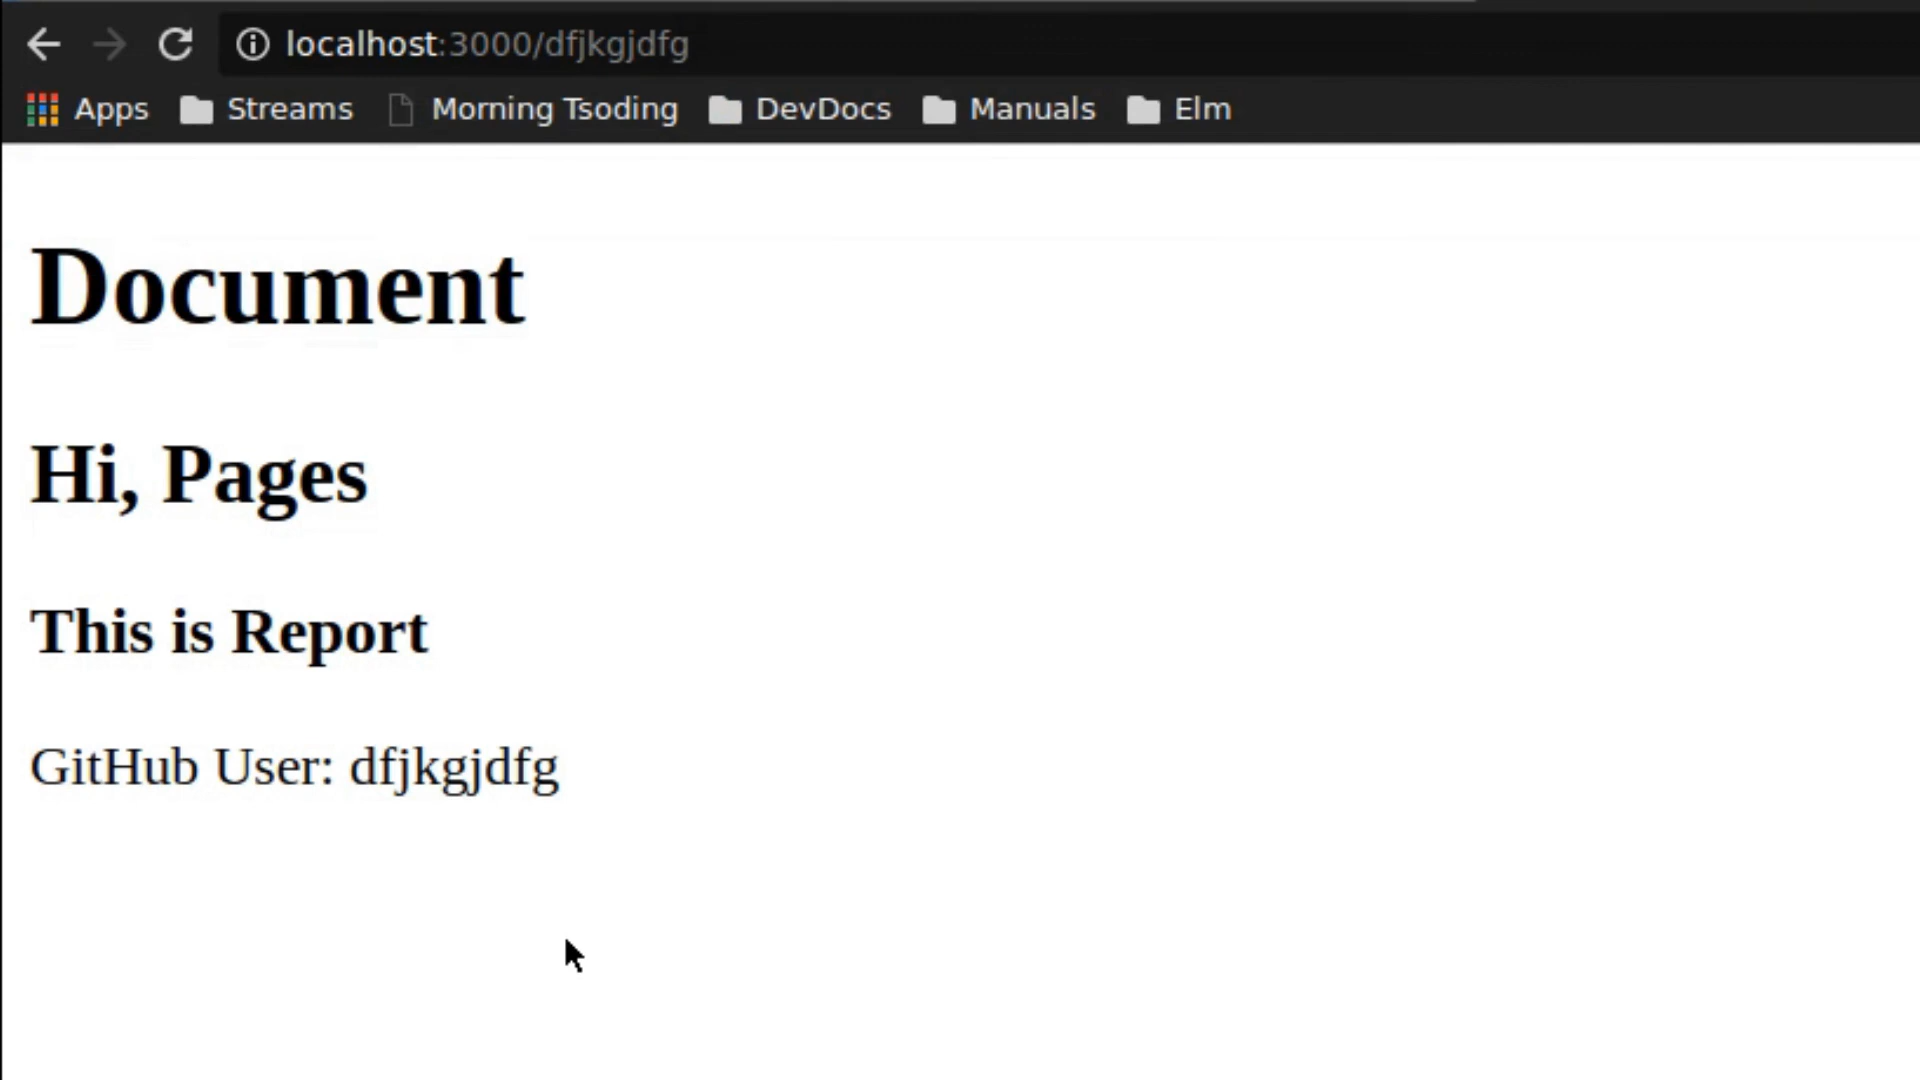 localhost:3000/dfjkgjdfg
Apps Streams Morning Tsoding DevDocs Manuals Elm
Document
Hi, Pages
This is Report
GitHub User: dfjkgjdfg